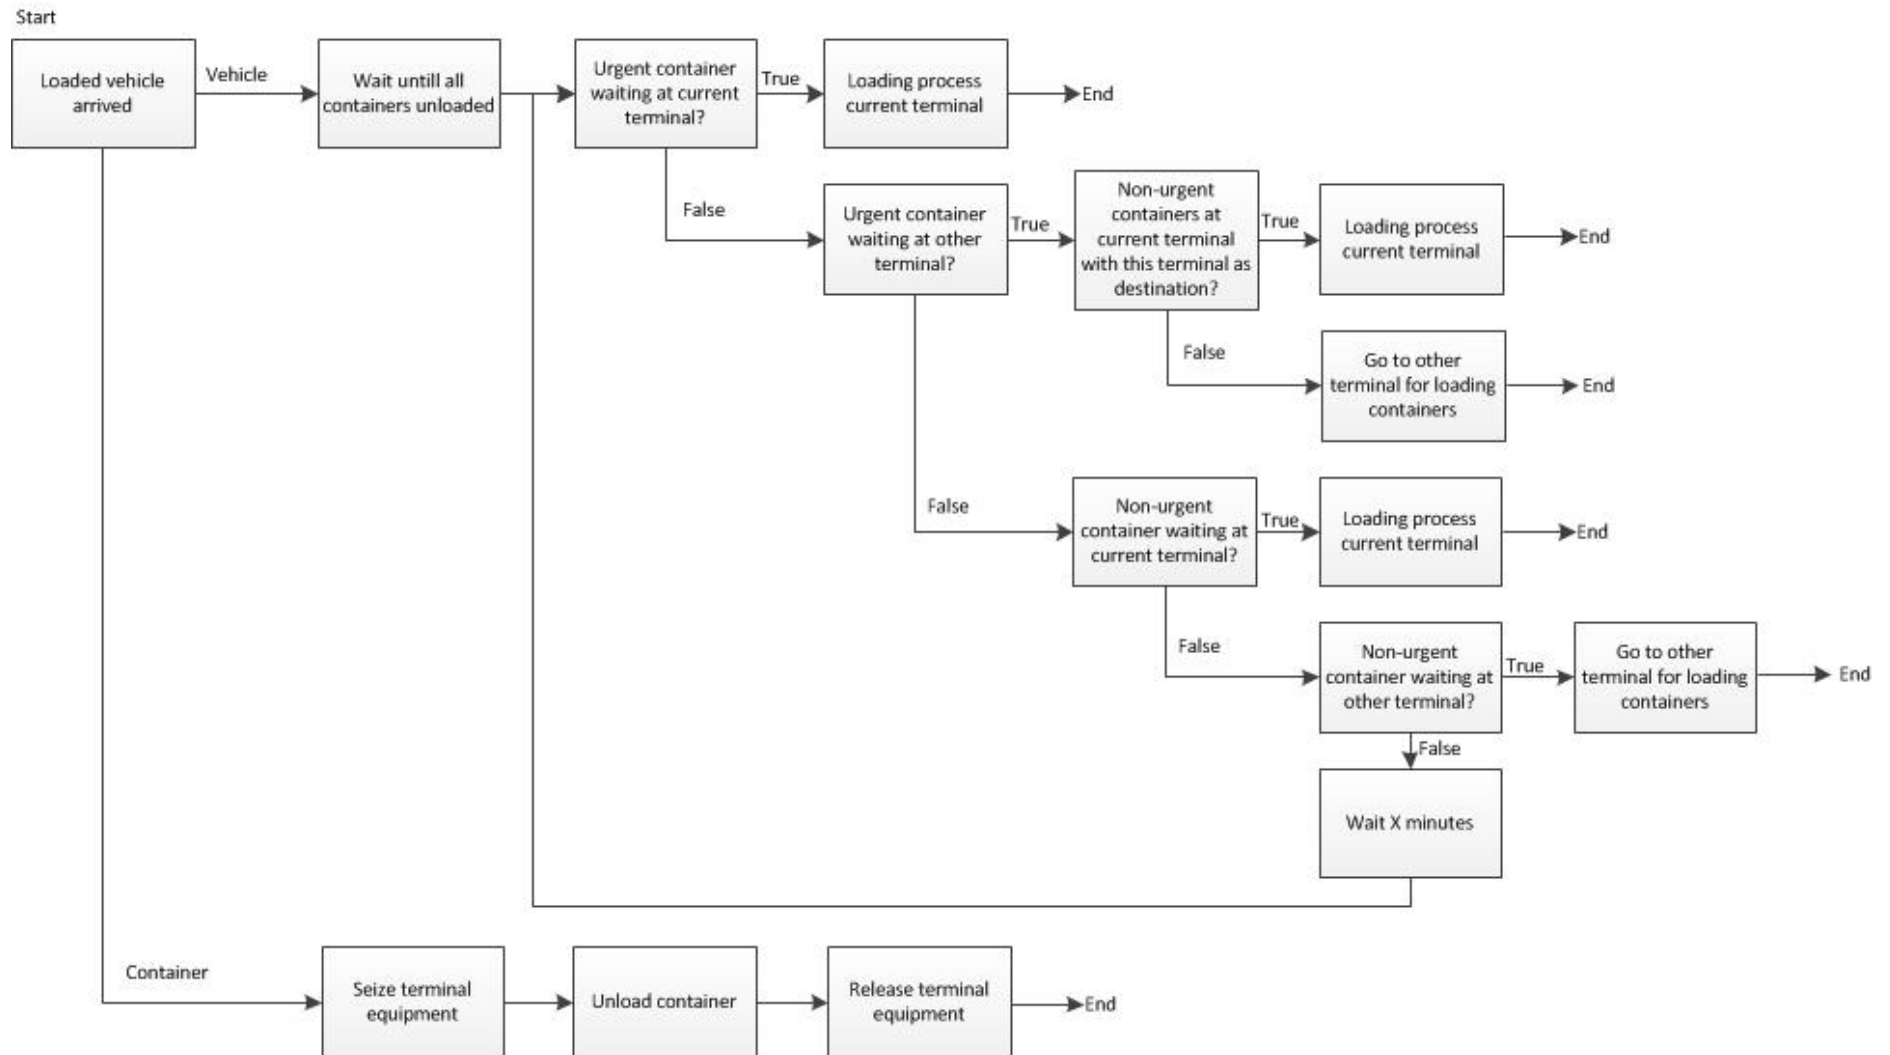 Start
Loaded vehicle
arrived
Vehicle
Wait untill all
containers unloaded
Urgent container
waiting at current
terminal?
True
Loading process
current terminal
End
False
Urgent container
waiting at other
terminal?
True
Non-urgent
containers at
current terminal
with this terminal as
destination?
True
Loading process
current terminal
End
False
Go to other
terminal for loading
containers
End
False
Non-urgent
container waiting at
current terminal?
True
Loading process
current terminal
End
False
Non-urgent
container waiting at
other terminal?
True
Go to other
terminal for loading
containers
End
False
Wait X minutes
Container
Seize terminal
equipment
Unload container
Release terminal
equipment
End